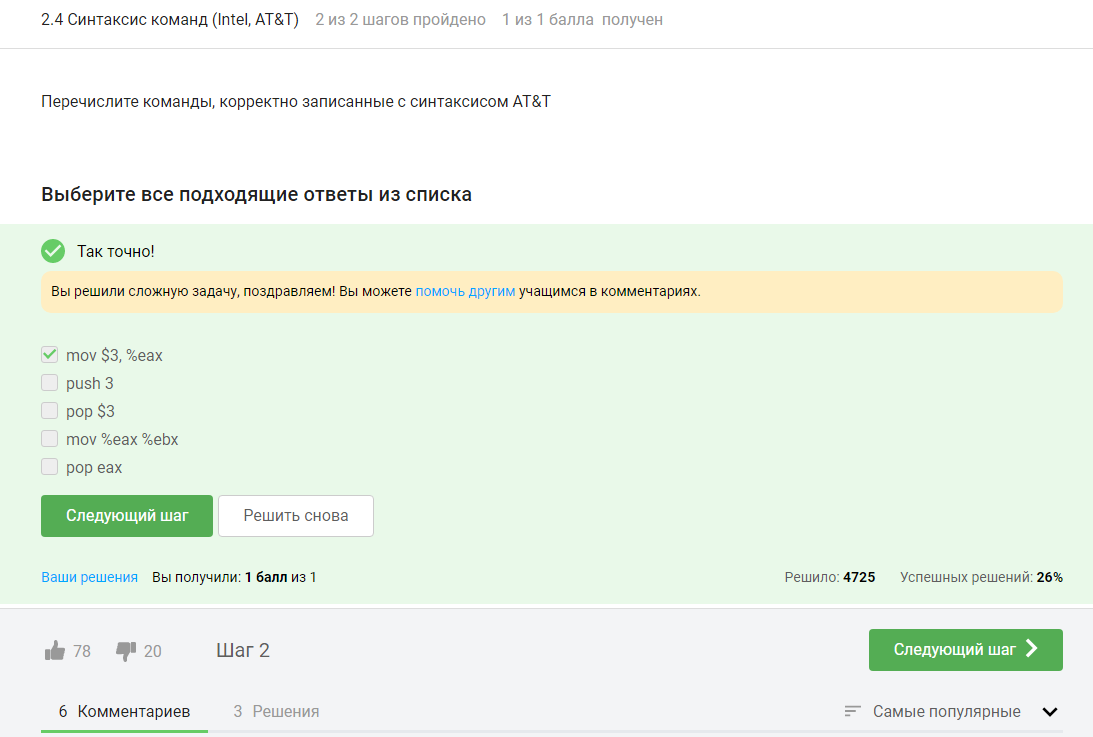 2.4 Синтаксис команд (Intel, AT&T) 2 из 2 шагов пройдено 1 из 1 балла получен
Перечислите команды, корректно записанные с синтаксисом AT&T
Выберите все подходящие ответы из списка
Так точно!
Вы решили сложную задачу, поздравляем! Вы можете помочь другим учащимся в комментариях.
mov $3, %eax
push 3
pop $3
mov %eax %ebx
pop eax
Следующий шаг Решить снова
Ваши решения Вы получили: 1 балл из 1 Решило: 4725 Успешных решений: 26%
78 20 Шаг 2 Следующий шаг
6 Комментариев 3 Решения Самые популярные